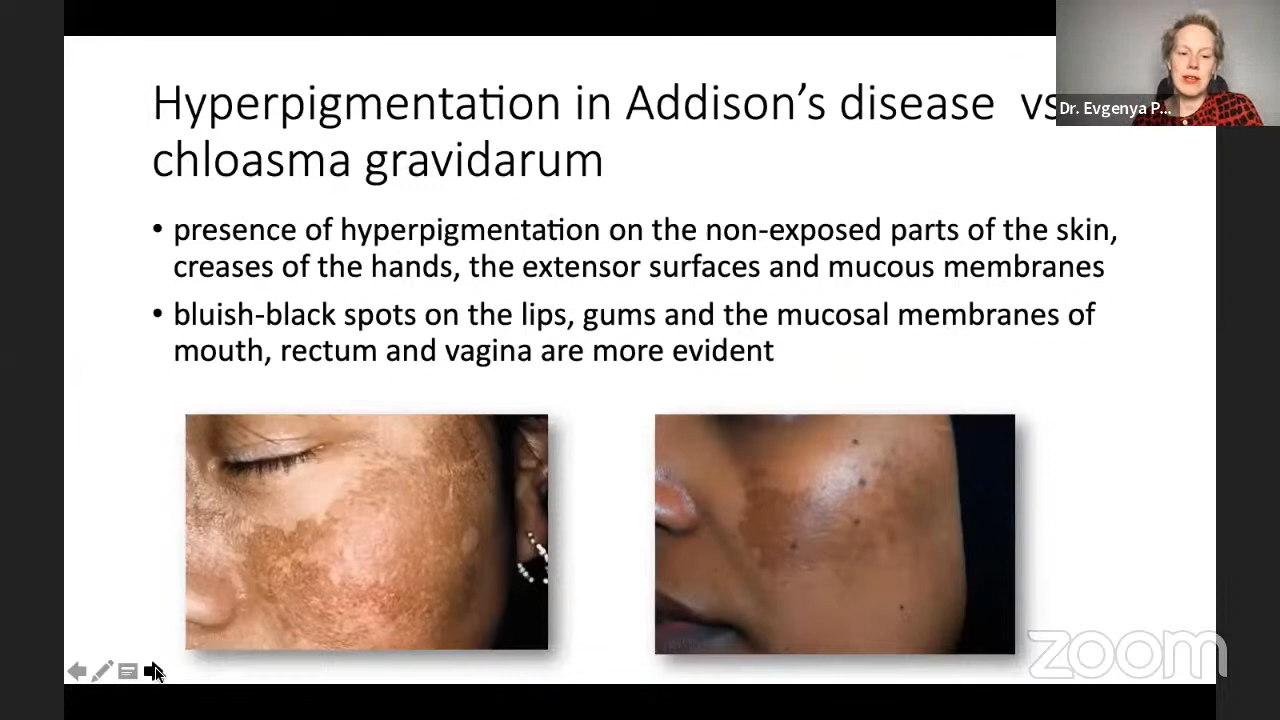 Hyperpigmentation in Addison's disease vs
chloasma gravidarum
Dr. Evgenya P...
• presence of hyperpigmentation on the non-exposed parts of the skin,
creases of the hands, the extensor surfaces and mucous membranes
• bluish-black spots on the lips, gums and the mucosal membranes of
mouth, rectum and vagina are more evident
zoom